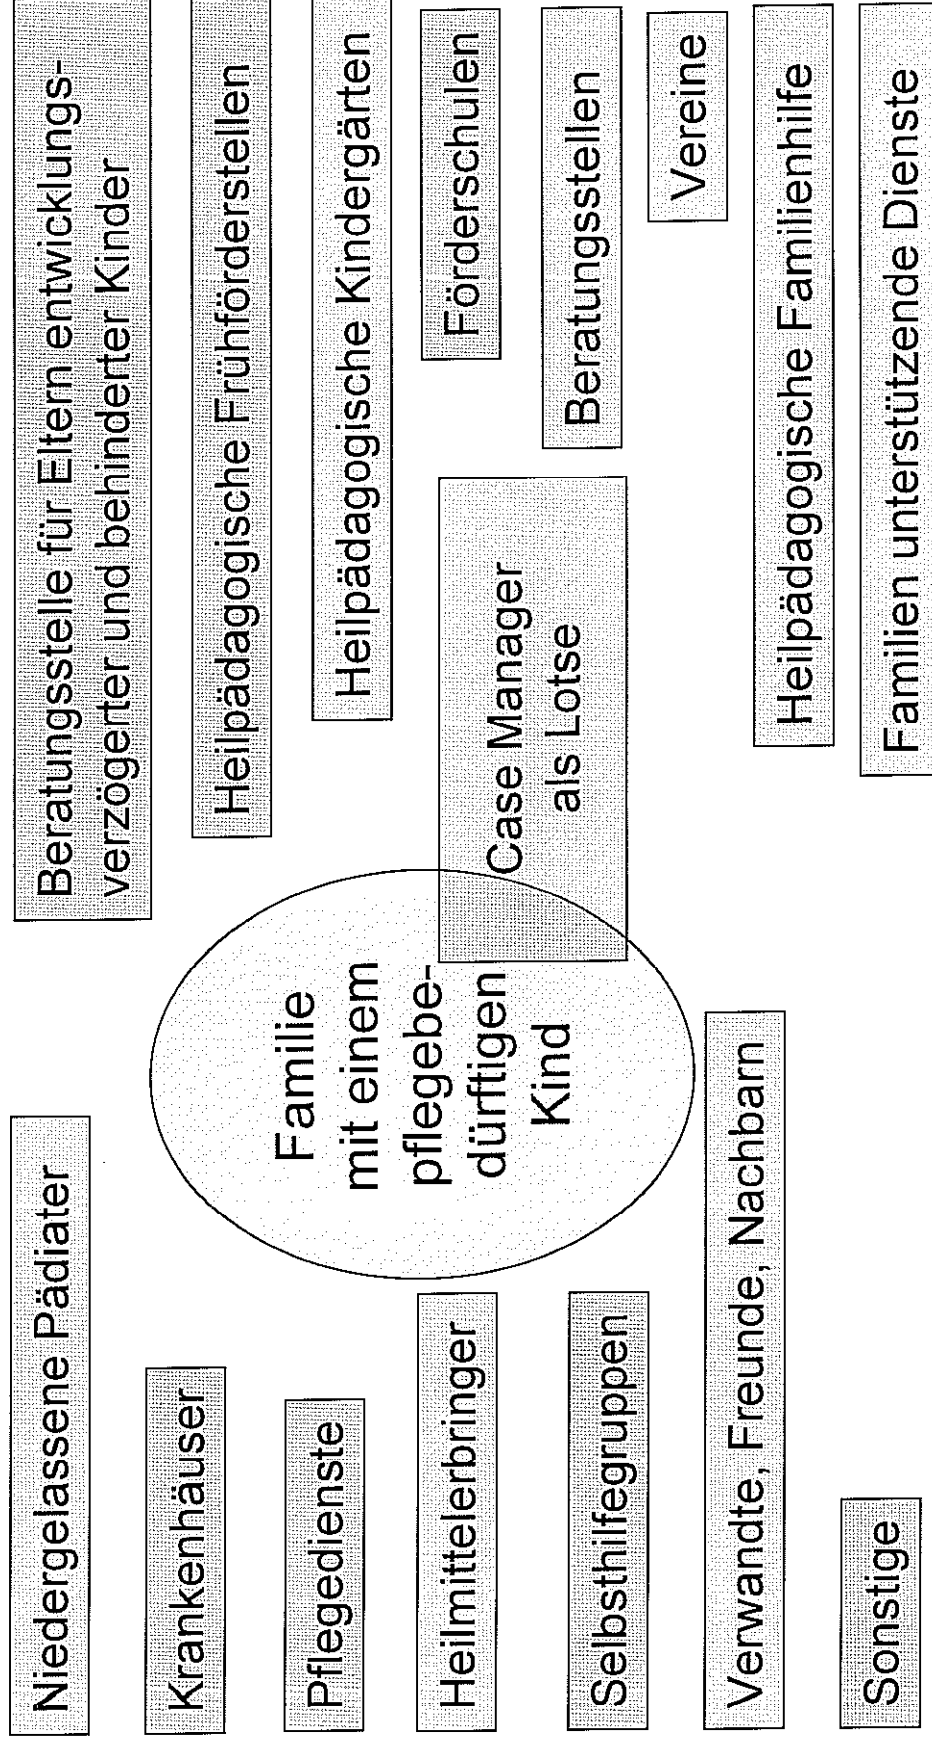 Niedergelassene Pädiater
Krankenhäuser
Pflegedienste
Heilmittelerbringer
Selbsthilfegruppen
Verwandte, Freunde, Nachbarn
Sonstige
Familie
mit einem
pflegebe-
dürftigen
Kind
Case Manager
als Lotse
Beratungsstelle für Eltern entwicklungs-
verzögerter und behinderter Kinder
Heilpädagogische Frühförderstellen
Heilpädagogische Kindergärten
Förderschulen
Beratungsstellen
Vereine
Heilpädagogische Familienhilfe
Familien unterstützende Dienste